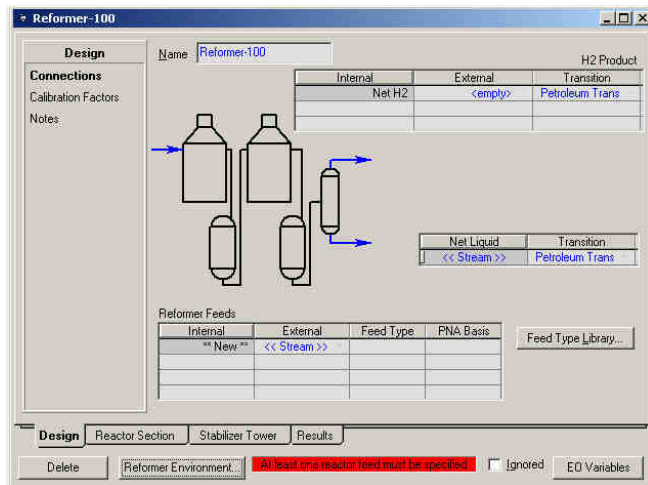 Reformer-100
Design
Connections
Calibration Factors
Notes
Name Reformer-100
H2 Product
Internal External Transition
Net H2 <empty> Petroleum Trans
Net Liquid Transition
<< Stream >> Petroleum Trans
Reformer Feeds
Internal External Feed Type PNA Basis
** New ** << Stream >>
Feed Type Library...
Design Reactor Section Stabilizer Tower Results
Delete Reformer Environment... At least one reactor feed must be specified Ignored EO Variables